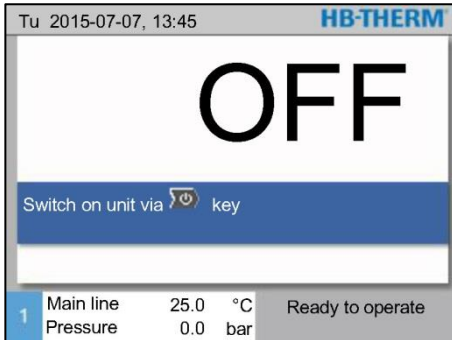 Tu 2015-07-07, 13:45 HB-THERM
OFF
Switch on unit via key
1 Main line 25.0 °C Ready to operate
Pressure 0.0 bar